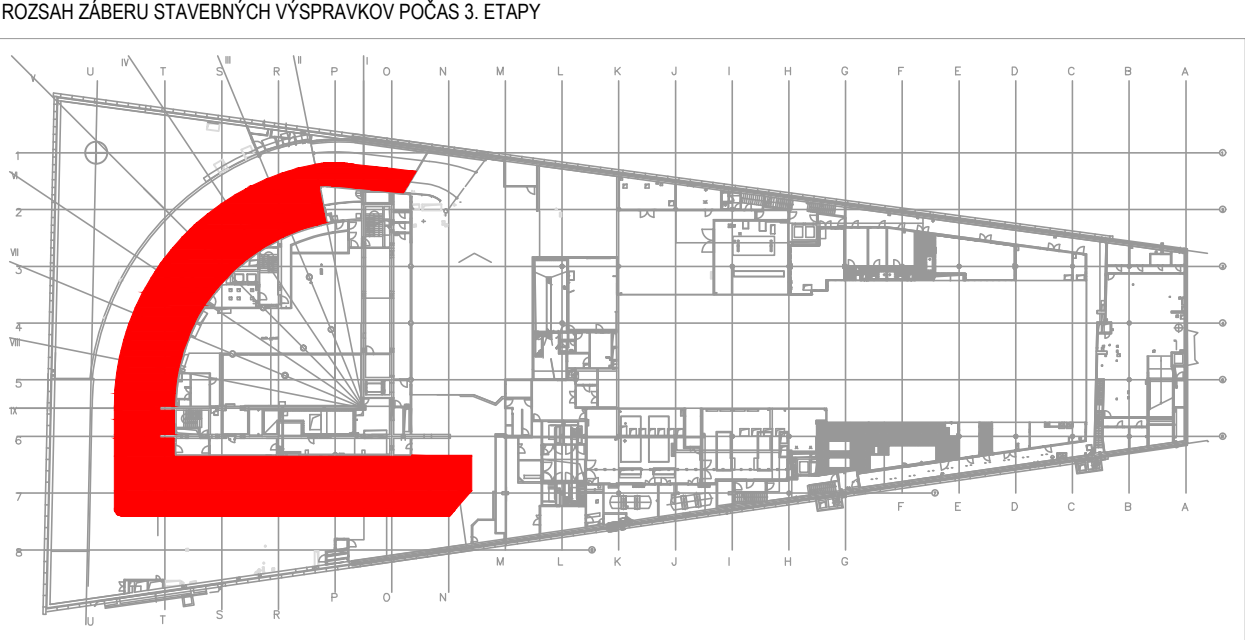 ROZSAH ZÁBERU STAVEBNÝCH VÝSPRAVKOV POČAS 3. ETAPY
V U IV T S III R II P I O N M L K J I H G F E D C B A
1
VI
2
VII
3
4
VIII
5
IX
6
7
8
F E D C B A
M L K J I H G
U T S R P O N